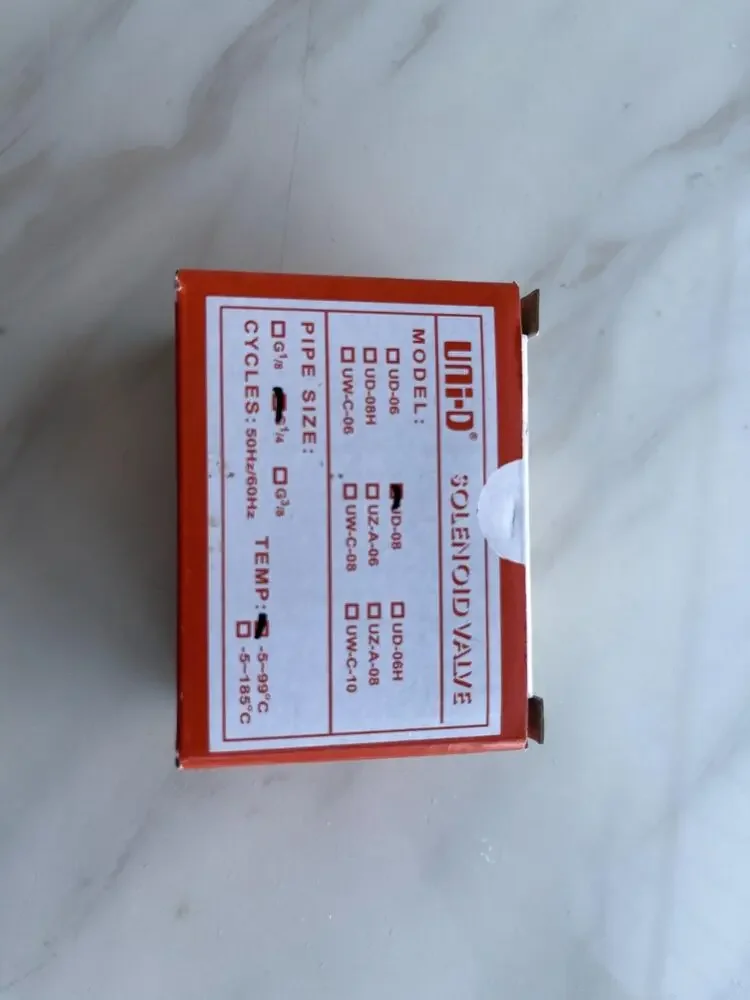 UNi-D® SOLENOID VALVE
MODEL:
□ UD-06 UD-08 □ UD-06H
□ UD-08H □ UZ-A-06 □ UZ-A-08
□ UW-C-06 □ UW-C-08 □ UW-C-10
PIPE SIZE:
□ G1/8 G1/4 □ G3/8
CYCLES: 50Hz/60Hz TEMP: -5~99°C
□ -5~185°C